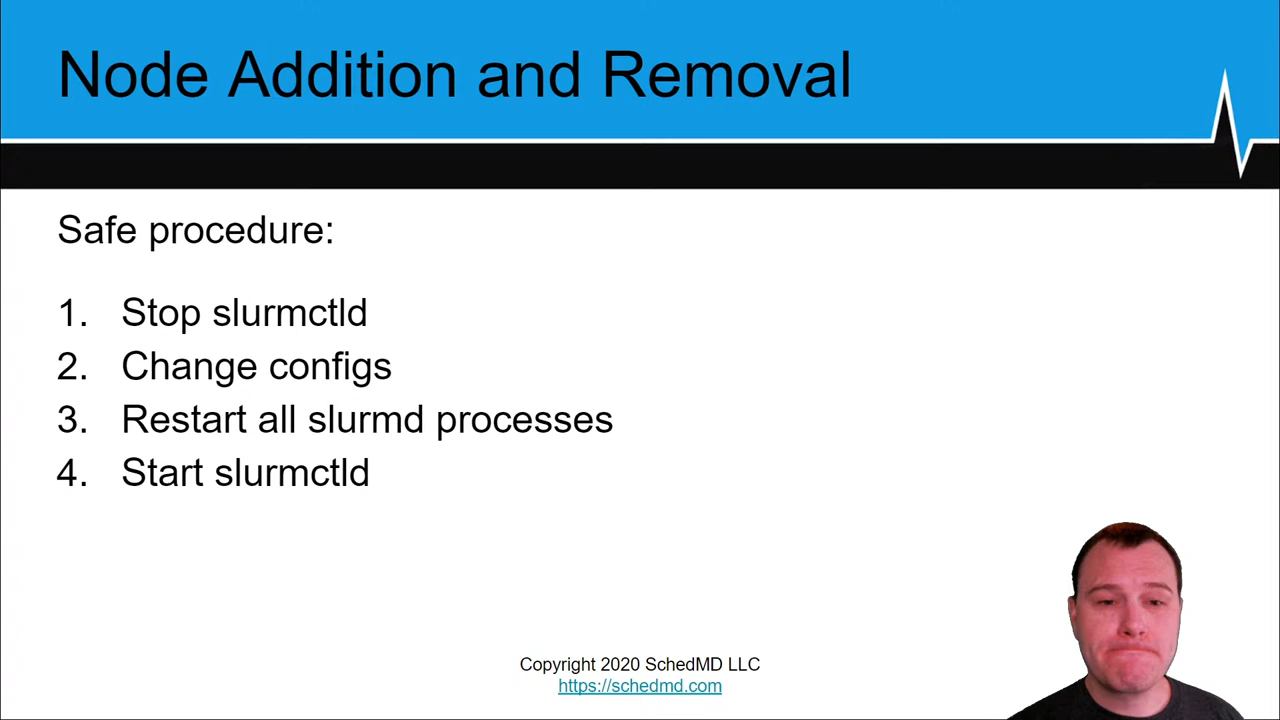 Node Addition and Removal
Safe procedure:
1. Stop slurmctld
2. Change configs
3. Restart all slurmd processes
4. Start slurmctld
Copyright 2020 SchedMD LLC
https://schedmd.com